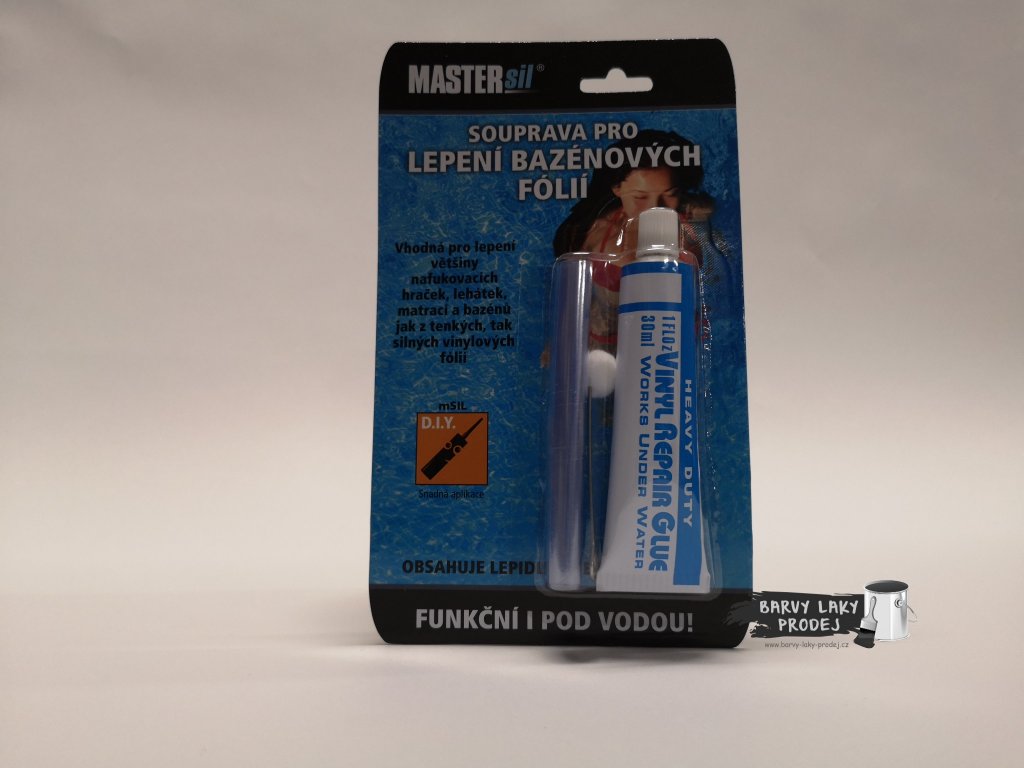 MASTERsil®
SOUPRAVA PRO
LEPENÍ BAZÉNOVÝCH
FÓLIÍ
Vhodná pro lepení
většiny
nafukovacích
hraček, lehátek,
matrací a bazénů
jak z tenkých, tak
silných vinylových
fólií
mSIL
D.I.Y.
Snadná aplikace
1 FL OZ
30ml
VINYL REPAIR GLUE
HEAVY DUTY
WORKS UNDER WATER
OBSAHUJE
FUNKČNÍ I POD VODOU!
BARVY LAKY
PRODEJ
www.barvy-laky-prodej.cz